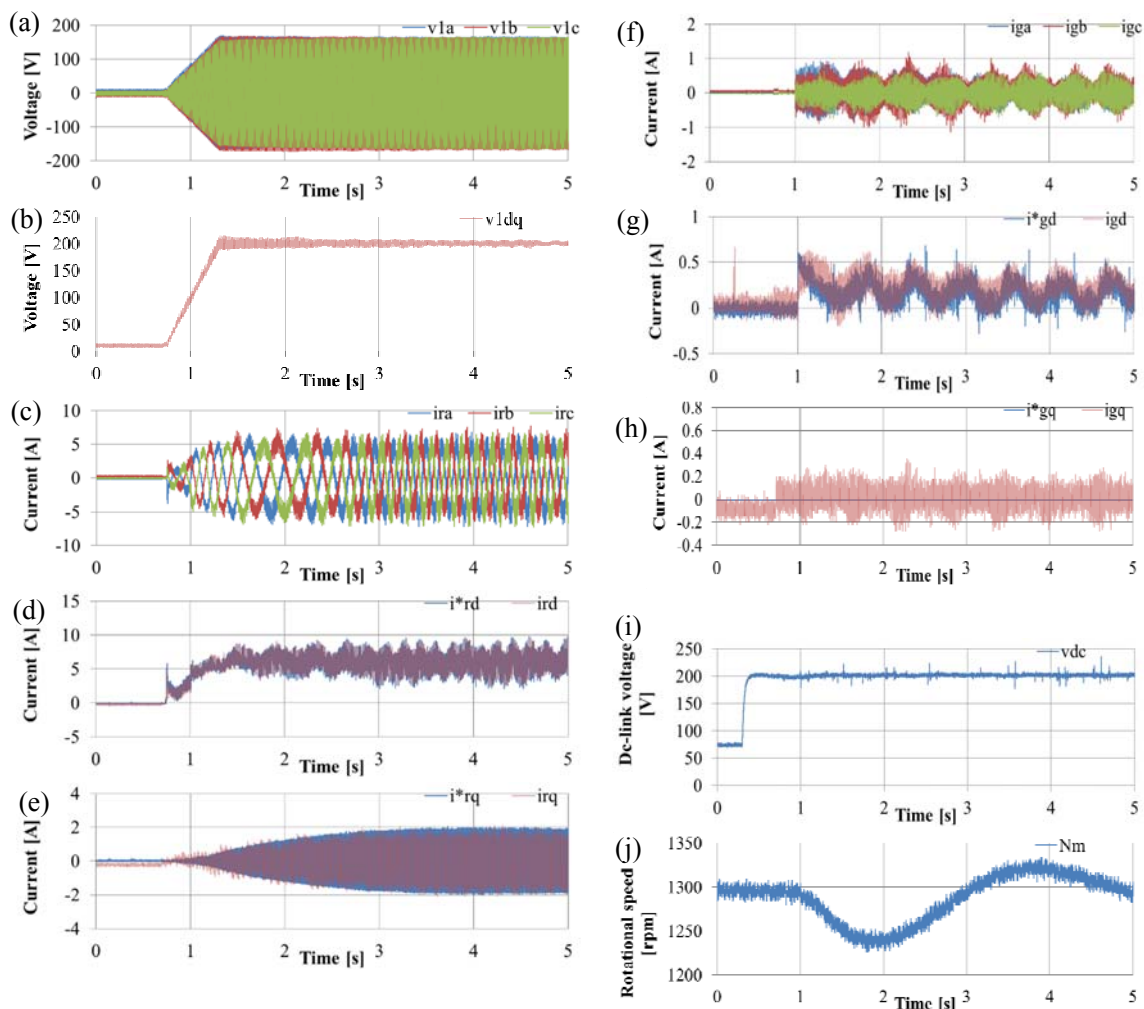 (a)
v1a v1b v1c
Voltage [V]
200
100
0
-100
-200
0 1 2 3 4 5
Time [s]
(b)
v1dq
Voltage [V]
250
200
150
100
50
0
0 1 2 3 4 5
Time [s]
(c)
ira irb irc
Current [A]
10
5
0
-5
-10
0 1 2 3 4 5
Time [s]
(d)
i*rd ird
Current [A]
15
10
5
0
-5
0 1 2 3 4 5
Time [s]
(e)
i*rq irq
Current [A]
4
2
0
-2
-4
0 1 2 3 4 5
Time [s]
(f)
iga igb igc
Current [A]
2
1
0
-1
-2
0 1 2 3 4 5
Time [s]
(g)
i*gd igd
Current [A]
1
0.5
0
-0.5
0 1 2 3 4 5
Time [s]
(h)
i*gq igq
Current [A]
0.8
0.6
0.4
0.2
0
-0.2
-0.4
0 1 2 3 4 5
Time [s]
(i)
vdc
Dc-link voltage
[V]
250
200
150
100
50
0
0 1 2 3 4 5
Time [s]
(j)
Nm
Rotational speed
[rpm]
1350
1300
1250
1200
0 1 2 3 4 5
Time [s]